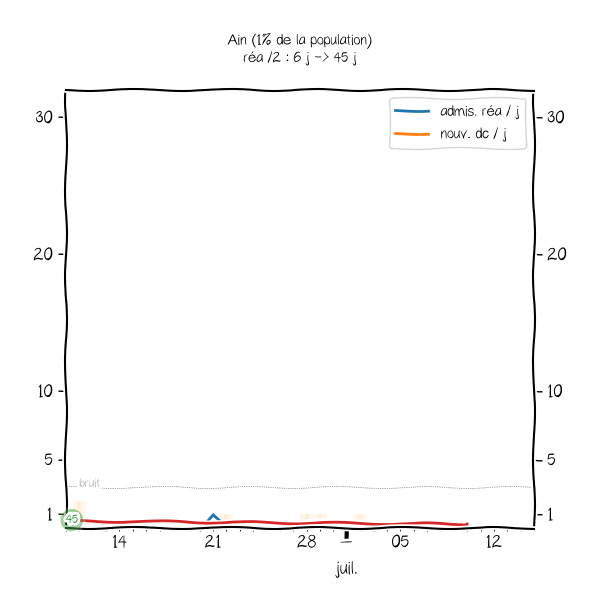 Ain (1% de la population)
réa /2 : 6 j -> 45 j
admis. réa / j
nouv. dc / j
30
30
20
20
10
10
5
5
bruit
1
45
1
14
21
28
1
05
12
juil.